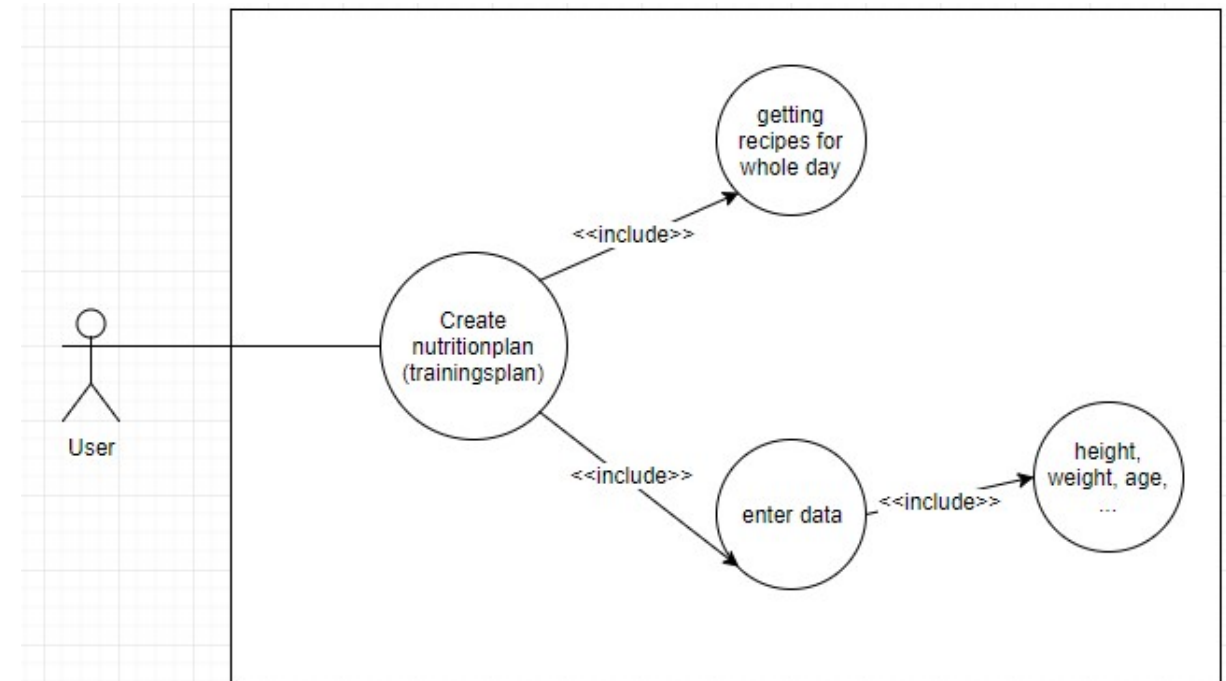 getting
recipes for
whole day
<<include>>
Create
nutritionplan
(trainingsplan)
User
<<include>>
enter data
<<include>>
height,
weight, age,
...